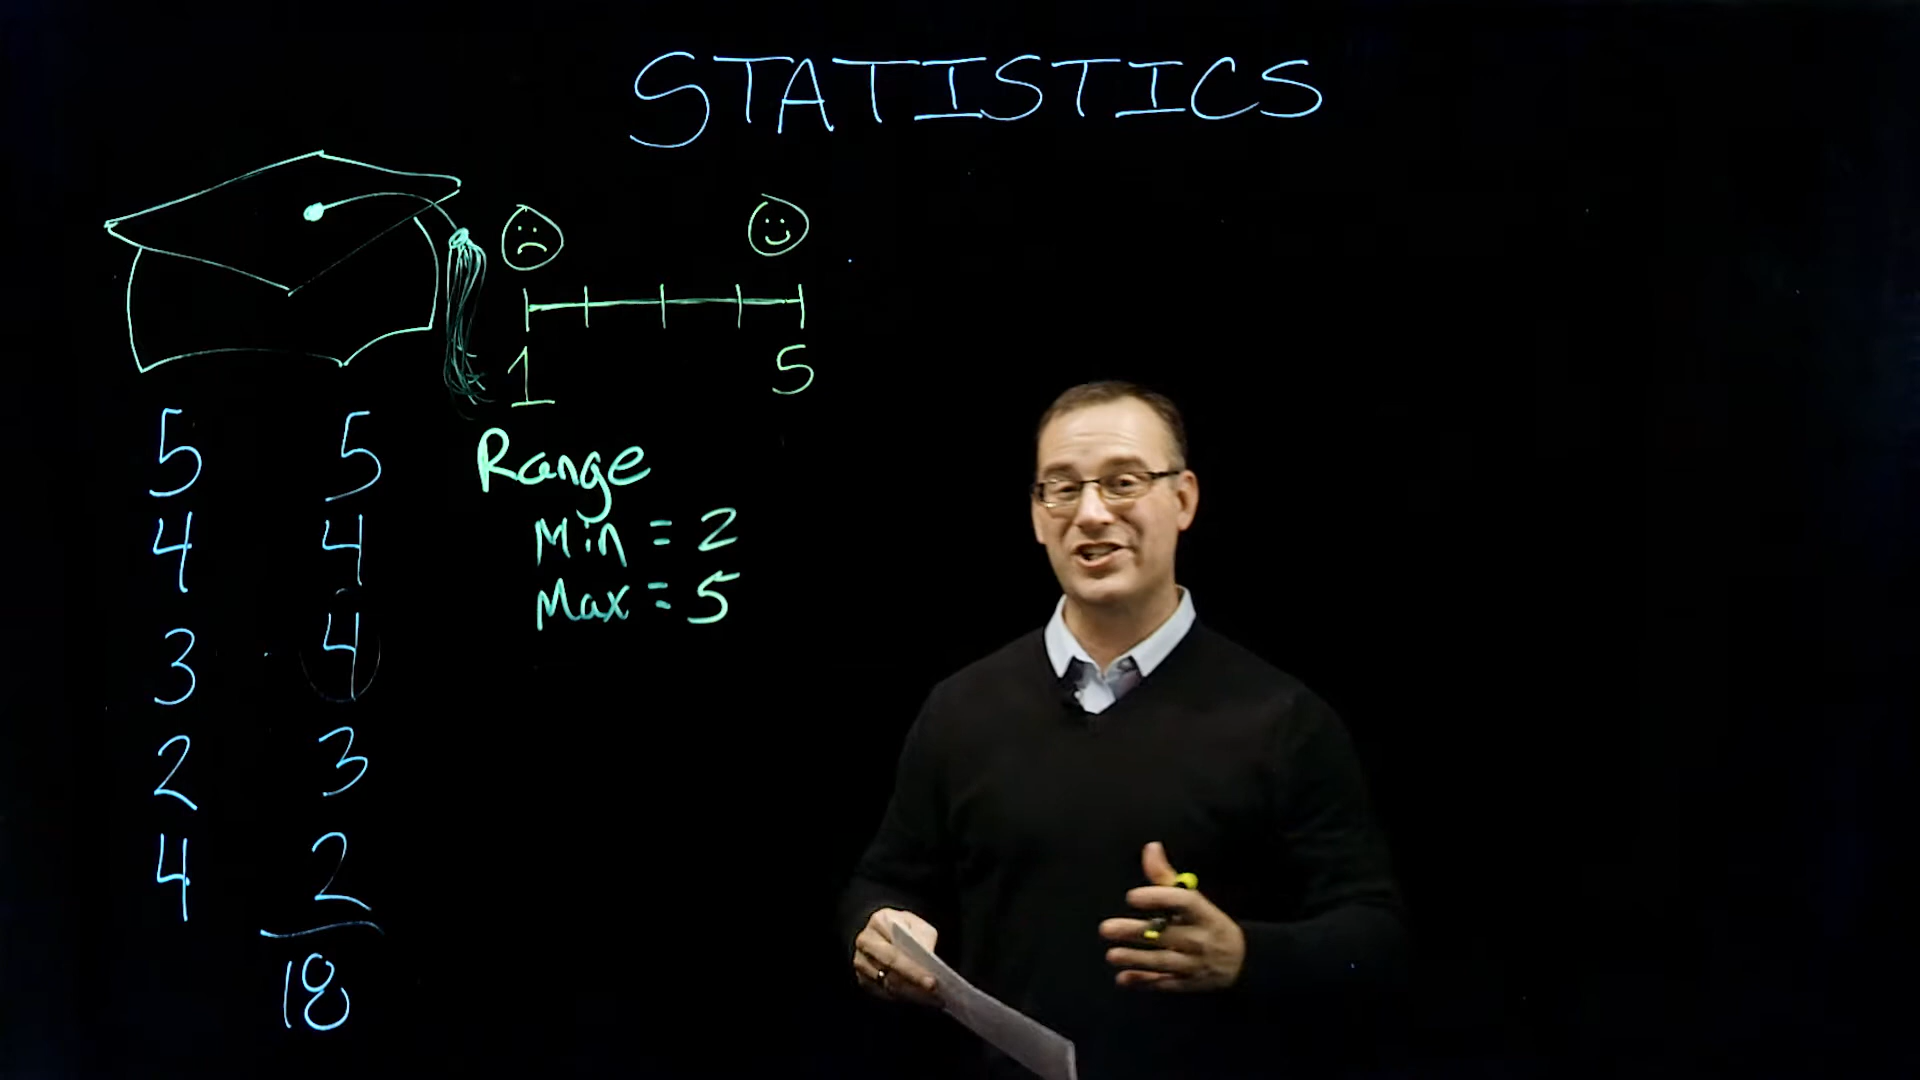 STATISTICS
1 5
5 5
4 4
3 4
2 3
4 2
18
Range
Min = 2
Max = 5